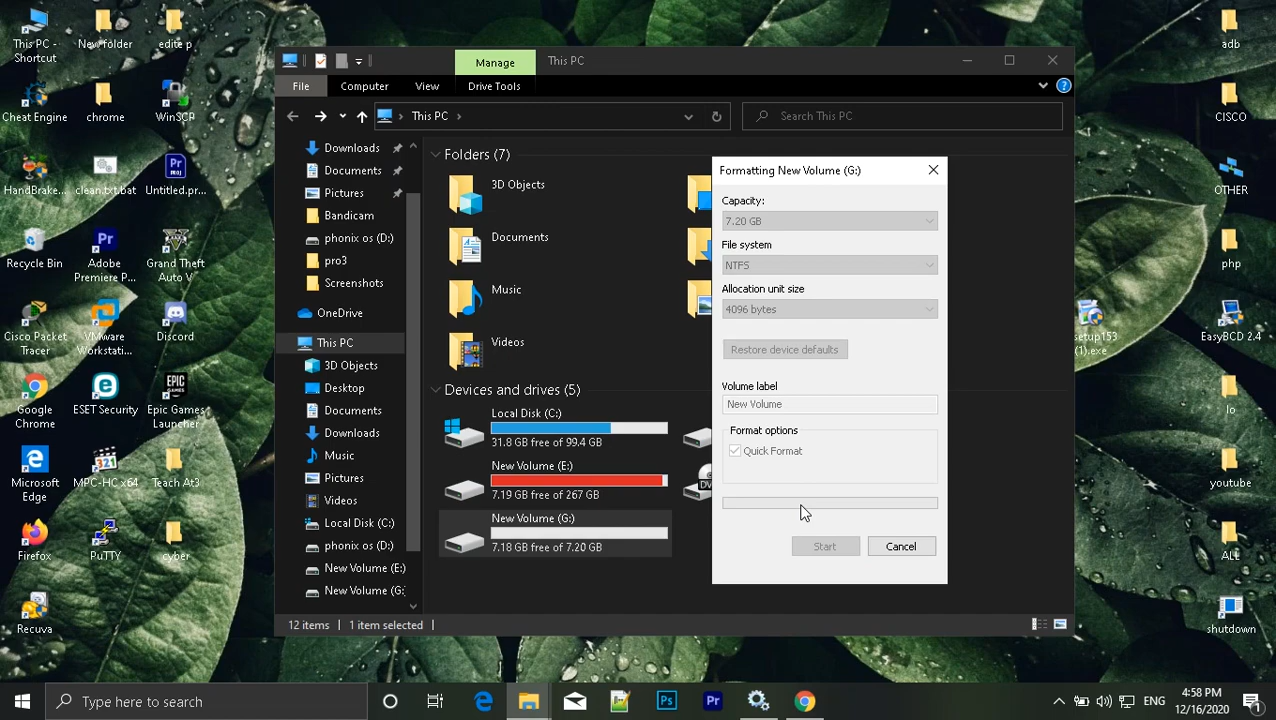 This PC - Shortcut
New folder
edite p
Cheat Engine
chrome
WinSCP
HandBrake...
clean.txt.bat
Untitled.pr...
Recycle Bin
Adobe Premiere P...
Grand Theft Auto V
Cisco Packet Tracer
VMware Workstati...
Discord
Google Chrome
ESET Security
Epic Games Launcher
Microsoft Edge
MPC-HC x64
Teach At3
Firefox
PuTTY
cyber
Recuva
Manage
This PC
File
Computer
View
Drive Tools
This PC
Search This PC
Downloads
Documents
Pictures
Bandicam
phonix os (D:)
pro3
Screenshots
OneDrive
This PC
3D Objects
Desktop
Documents
Downloads
Music
Pictures
Videos
Local Disk (C:)
phonix os (D:)
New Volume (E:)
New Volume (G:
Folders (7)
3D Objects
Documents
Music
Videos
Devices and drives (5)
Local Disk (C:)
31.8 GB free of 99.4 GB
New Volume (E:)
7.19 GB free of 267 GB
New Volume (G:)
7.18 GB free of 7.20 GB
12 items
1 item selected
Formatting New Volume (G:)
Capacity:
7.20 GB
File system
NTFS
Allocation unit size
4096 bytes
Restore device defaults
Volume label
New Volume
Format options
Quick Format
Start
Cancel
adb
CISCO
OTHER
php
setup153 (1).exe
EasyBCD 2.4
lo
youtube
ALL
shutdown
Type here to search
ENG
4:58 PM
12/16/2020